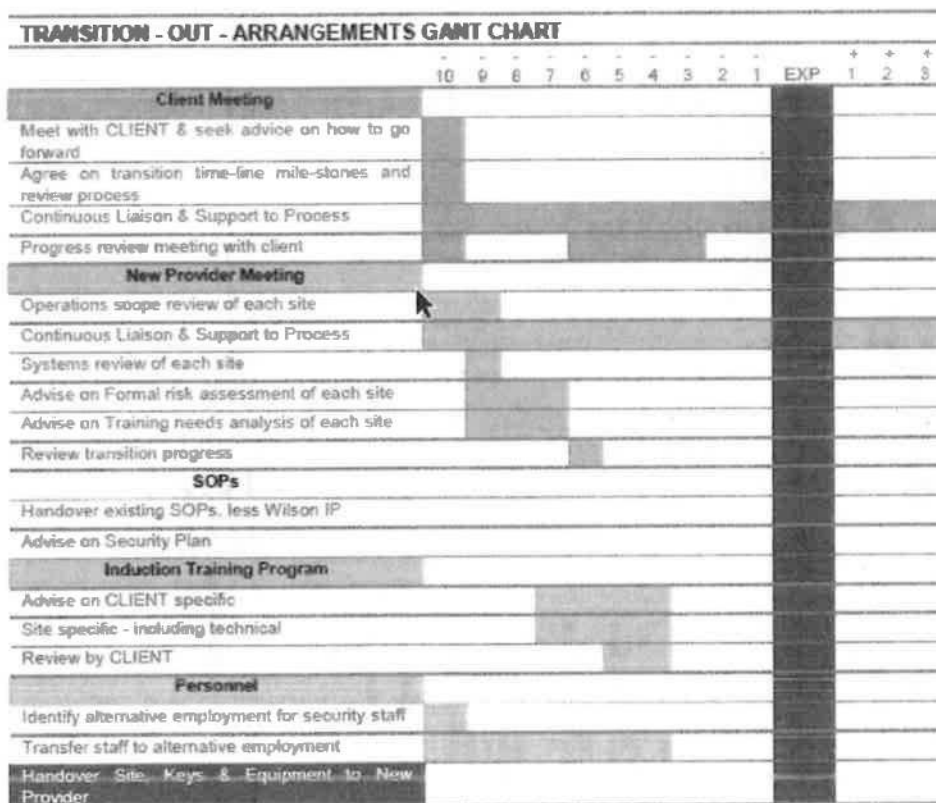 TRANSITION - OUT - ARRANGEMENTS GANT CHART
- - - - - - - - - - + + +
10 9 8 7 6 5 4 3 2 1 EXP 1 2 3
Client Meeting
Meet with CLIENT & seek advice on how to go
forward
Agree on transition time-line mile-stones and
review process
Continuous Liaison & Support to Process
Progress review meeting with client
New Provider Meeting
Operations scope review of each site
Continuous Liaison & Support to Process
Systems review of each site
Advise on Formal risk assessment of each site
Advise on Training needs analysis of each site
Review transition progress
SOPs
Handover existing SOPs. less Wilson IP
Advise on Security Plan
Induction Training Program
Advise on CLIENT specific
Site specific - including technical
Review by CLIENT
Personnel
Identify alternative employment for security staff
Transfer staff to alternative employment
Handover Site, Keys & Equipment to New
Provider